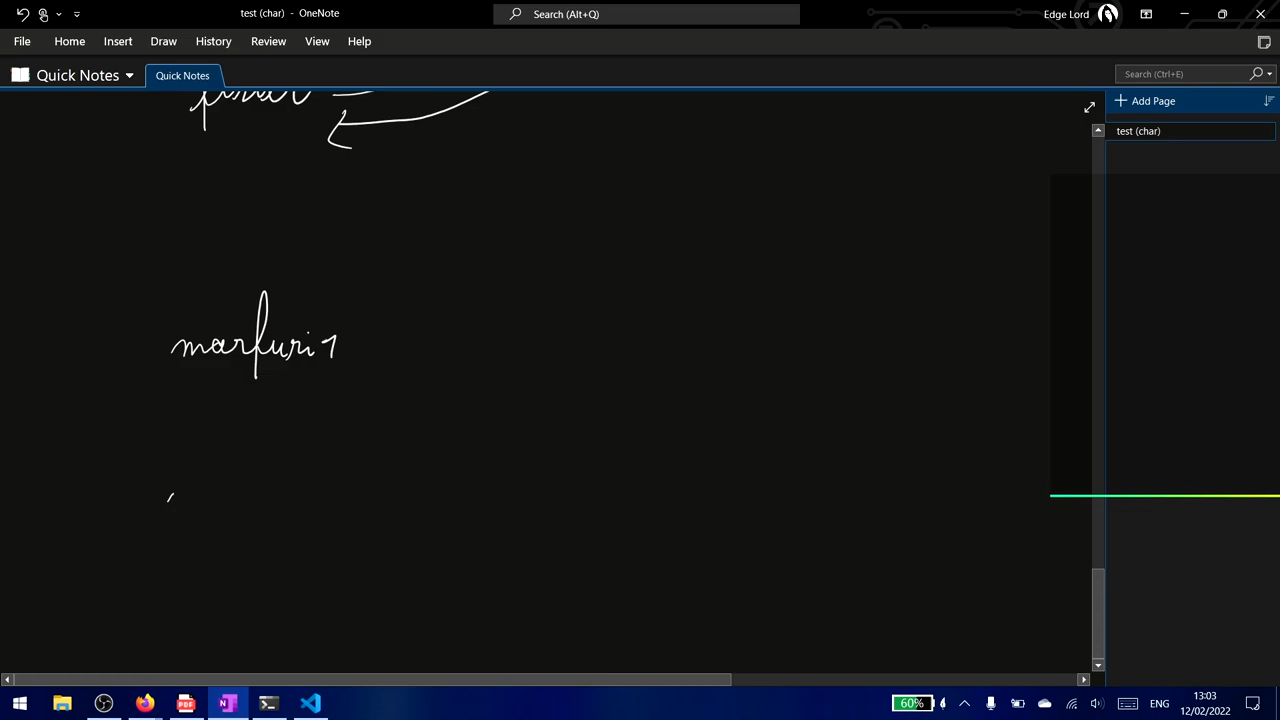 test (char) - OneNote
Search (Alt+Q)
Edge Lord
File Home Insert Draw History Review View Help
Quick Notes
Quick Notes
Search (Ctrl+E)
Add Page
test (char)
marfuri 1
60%
ENG
13:03
12/02/2022